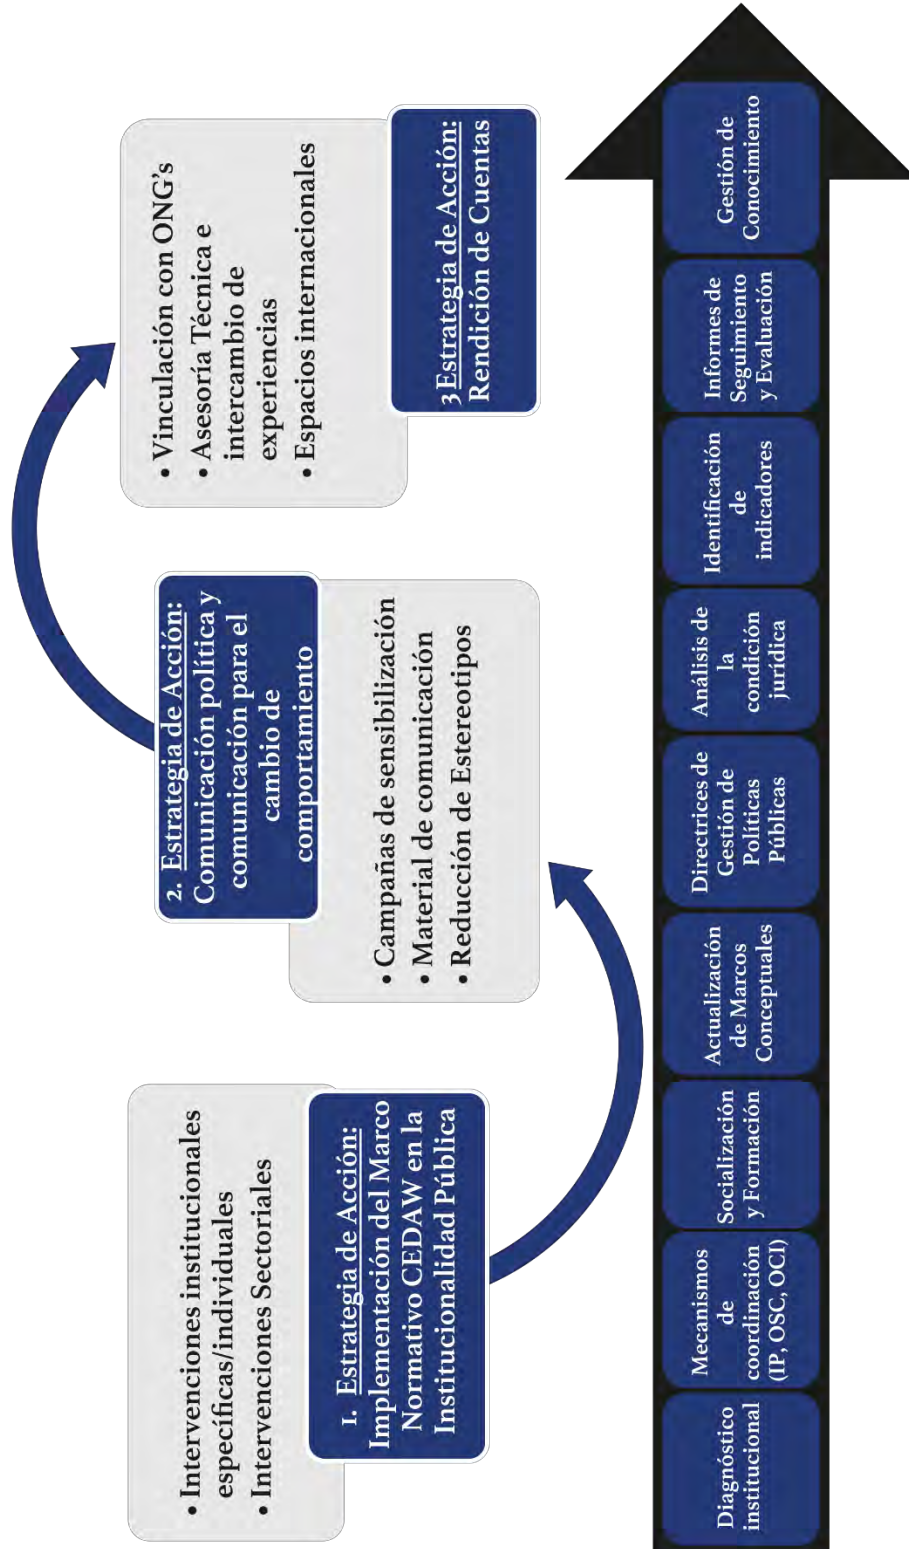 • Intervenciones institucionales
específicas/individuales
• Intervenciones Sectoriales
1. Estrategia de Acción:
Implementación del Marco
Normativo CEDAW en la
Institucionalidad Pública
2. Estrategia de Acción:
Comunicación política y
comunicación para el
cambio de
comportamiento
• Campañas de sensibilización
• Material de comunicación
• Reducción de Estereotipos
• Vinculación con ONG's
• Asesoría Técnica e
intercambio de
experiencias
• Espacios internacionales
3 Estrategia de Acción:
Rendición de Cuentas
Diagnóstico
institucional
Mecanismos
de
coordinación
(IP, OSC, OCI)
Socialización
y Formación
Actualización
de Marcos
Conceptuales
Directrices de
Gestión de
Políticas
Públicas
Análisis de
la
condición
jurídica
Identificación
de
indicadores
Informes de
Seguimiento
y Evaluación
Gestión de
Conocimiento